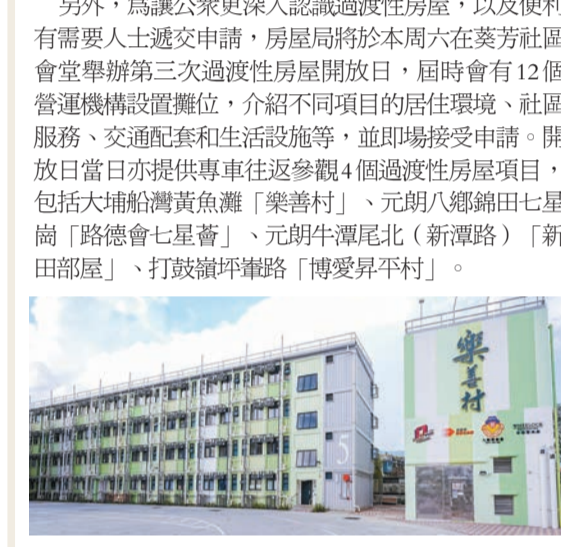 另外，為讓公眾更深入認識過渡性房屋，以及便利
有需要人士遞交申請，房屋局將於本周六在葵芳社區
會堂舉辦第三次過渡性房屋開放日，屆時會有12個
營運機構設置攤位，介紹不同項目的居住環境、社區
服務、交通配套和生活設施等，並即場接受申請。開
放日當日亦提供專車往返參觀4個過渡性房屋項目，
包括大埔船灣黃魚灘「樂善村」、元朗八鄉錦田七星
崗「路德會七星薈」、元朗牛潭尾北（新潭路）「新
田部屋」、打鼓嶺坪輋路「博愛昇平村」。
樂善村
5